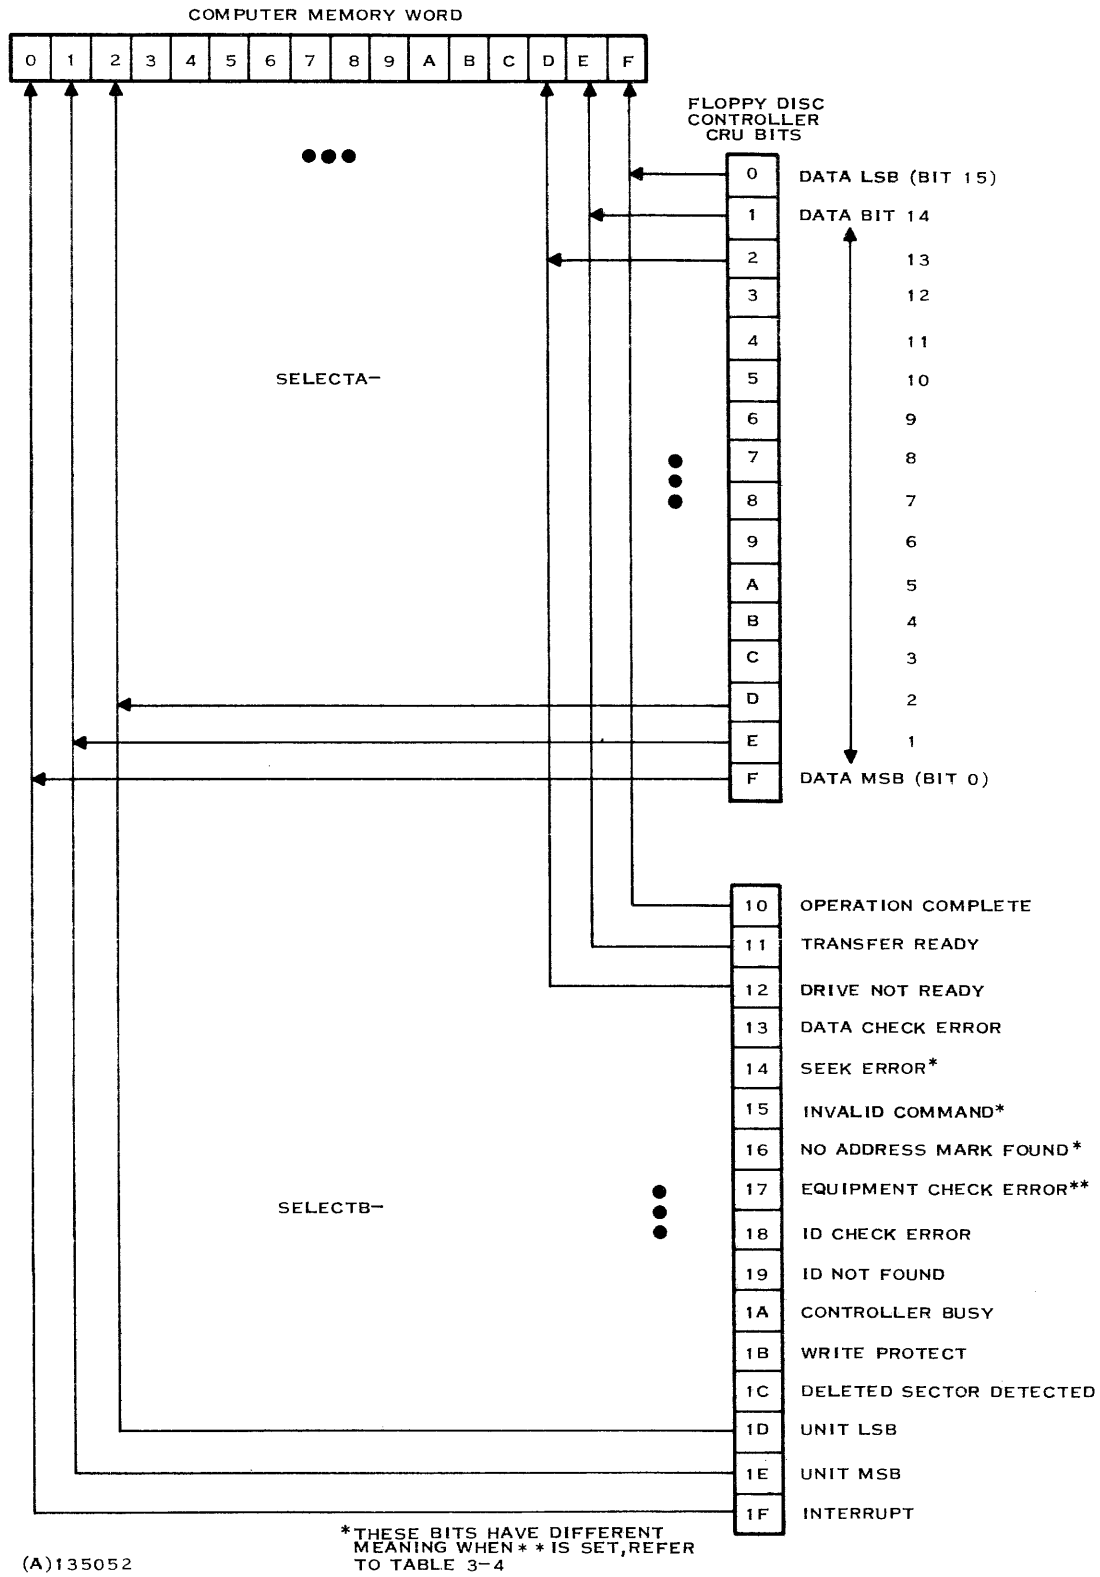 COMPUTER MEMORY WORD
0 1 2 3 4 5 6 7 8 9 A B C D E F
FLOPPY DISC
CONTROLLER
CRU BITS
0 DATA LSB (BIT 15)
1 DATA BIT 14
2 13
3 12
4 11
SELECTA-
5 10
6 9
7 8
8 7
9 6
A 5
B 4
C 3
D 2
E 1
F DATA MSB (BIT 0)
10 OPERATION COMPLETE
11 TRANSFER READY
12 DRIVE NOT READY
13 DATA CHECK ERROR
14 SEEK ERROR*
15 INVALID COMMAND*
16 NO ADDRESS MARK FOUND*
17 EQUIPMENT CHECK ERROR**
SELECTB-
18 ID CHECK ERROR
19 ID NOT FOUND
1A CONTROLLER BUSY
1B WRITE PROTECT
1C DELETED SECTOR DETECTED
1D UNIT LSB
1E UNIT MSB
1F INTERRUPT
*THESE BITS HAVE DIFFERENT
MEANING WHEN * * IS SET, REFER
TO TABLE 3-4
(A)135052